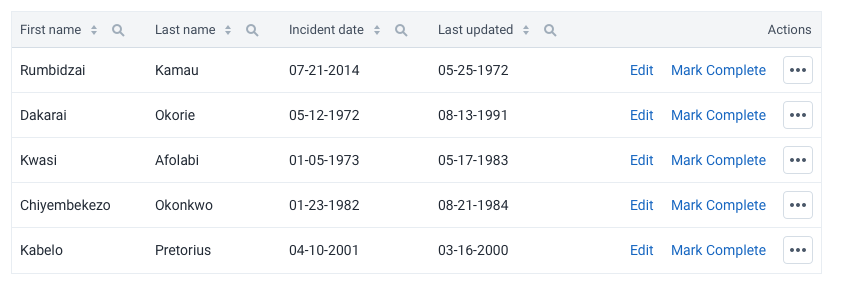 First name Last name Incident date Last updated Actions
Rumbidzai Kamau 07-21-2014 05-25-1972 Edit Mark Complete
Dakarai Okorie 05-12-1972 08-13-1991 Edit Mark Complete
Kwasi Afolabi 01-05-1973 05-17-1983 Edit Mark Complete
Chiyembekezo Okonkwo 01-23-1982 08-21-1984 Edit Mark Complete
Kabelo Pretorius 04-10-2001 03-16-2000 Edit Mark Complete